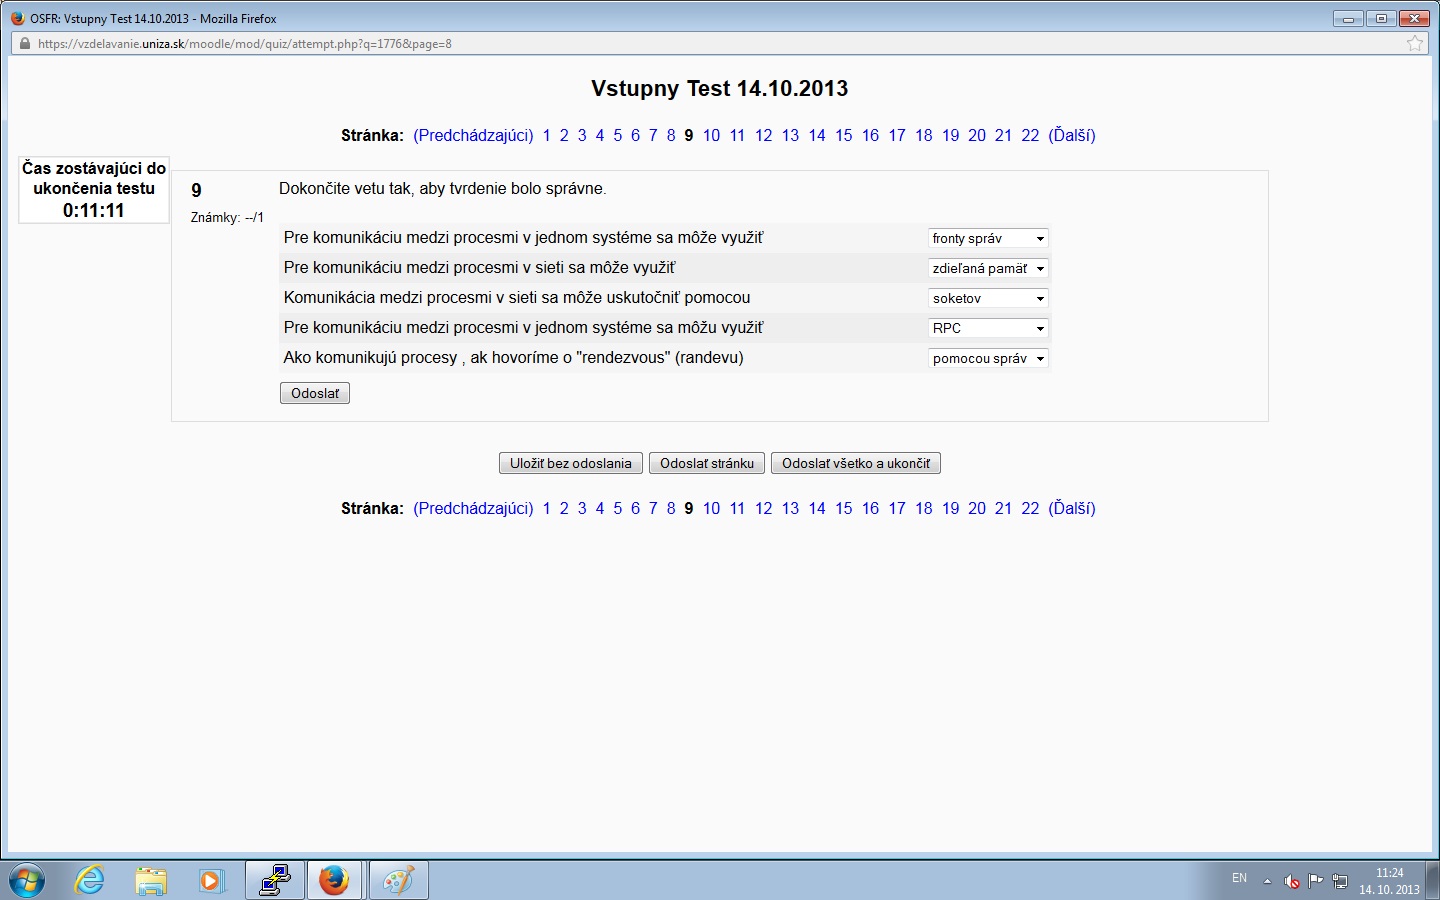 OSFR: Vstupny Test 14.10.2013 - Mozilla Firefox
https://vzdelavanie.uniza.sk/moodle/mod/quiz/attempt.php?q=1776&page=8
Vstupny Test 14.10.2013
Stránka: (Predchádzajúci) 1 2 3 4 5 6 7 8 9 10 11 12 13 14 15 16 17 18 19 20 21 22 (Ďalší)
Čas zostávajúci do
ukončenia testu
0:11:11
9
Známky: --/1
Dokončite vetu tak, aby tvrdenie bolo správne.
Pre komunikáciu medzi procesmi v jednom systéme sa môže využiť fronty správ
Pre komunikáciu medzi procesmi v sieti sa môže využiť zdieľaná pamäť
Komunikácia medzi procesmi v sieti sa môže uskutočniť pomocou soketov
Pre komunikáciu medzi procesmi v jednom systéme sa môžu využiť RPC
Ako komunikujú procesy , ak hovoríme o "rendezvous" (randevu) pomocou správ
Odoslať
Uložiť bez odoslania Odoslať stránku Odoslať všetko a ukončiť
Stránka: (Predchádzajúci) 1 2 3 4 5 6 7 8 9 10 11 12 13 14 15 16 17 18 19 20 21 22 (Ďalší)
EN
11:24
14. 10. 2013